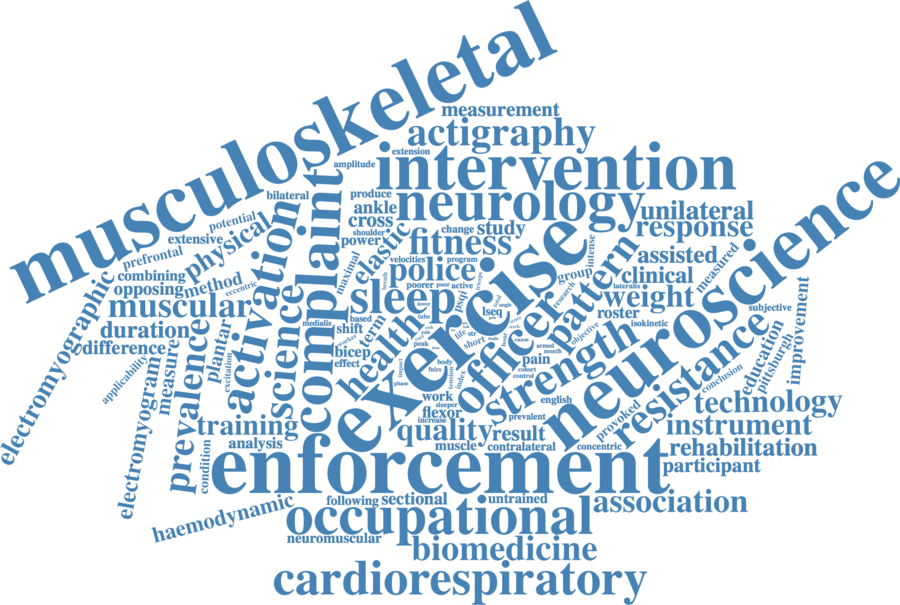 musculoskeletal
measurement
actigraphy
extension
amplitude
intervention
neuroscience
bilateral
produce
neurology
unilateral
ankle
cross
response
potential
physical
extensive
shoulder
change
study
elastic
power
fitness
prefrontal
activation
complaint
exercise
pattern
intense
assisted
measured
combining
opposing
method
eccentric
maximal
velocities
program
police
group
clinical
electromyographic
poorer
poor
active
sleep
officer
research
lateralis
weight
muscular
science
health
lower
tube
lseq
roster
subjective
improvement
duration
medialis
based
shift
term
psqi
objective
isokinetic
strength
resistance
education
difference
prevalence
plantar
worker
peak
life
short
pain
pittsburgh
measure
bicep
effect
body
index
tension
cohort
control
armed
month
conclusion
applicability
excitation
phase
work
sleeper
english
electromyogram
flexor
increase
prevalent
provoked
technology
training
quality
result
instrument
analysis
condition
muscle
contralateral
concentric
rehabilitation
enforcement
participant
haemodynamic
following
sectional
untrained
association
occupational
neuromuscular
biomedicine
cardiorespiratory